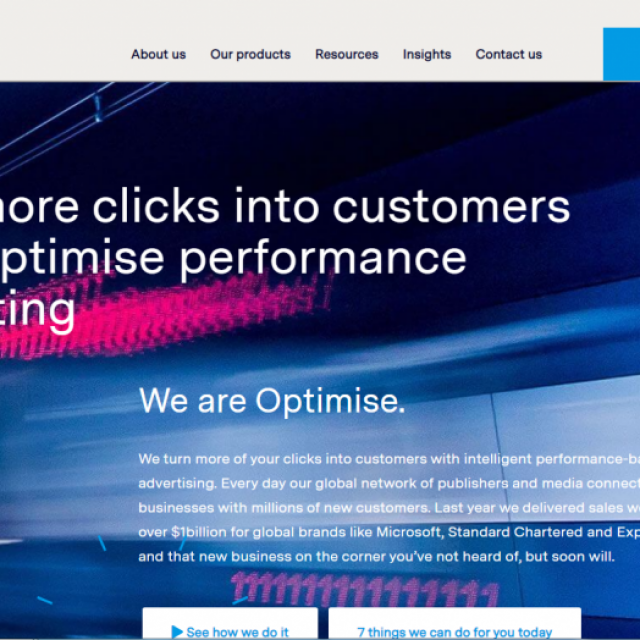 About us Our products Resources Insights Contact us
ore clicks into customers
ptimise performance
ting
We are Optimise.
We turn more of your clicks into customers with intelligent performance-ba
advertising. Every day our global network of publishers and media connect
businesses with millions of new customers. Last year we delivered sales w
over $1billion for global brands like Microsoft, Standard Chartered and Exp
and that new business on the corner you've not heard of, but soon will.
See how we do it 7 things we can do for you today